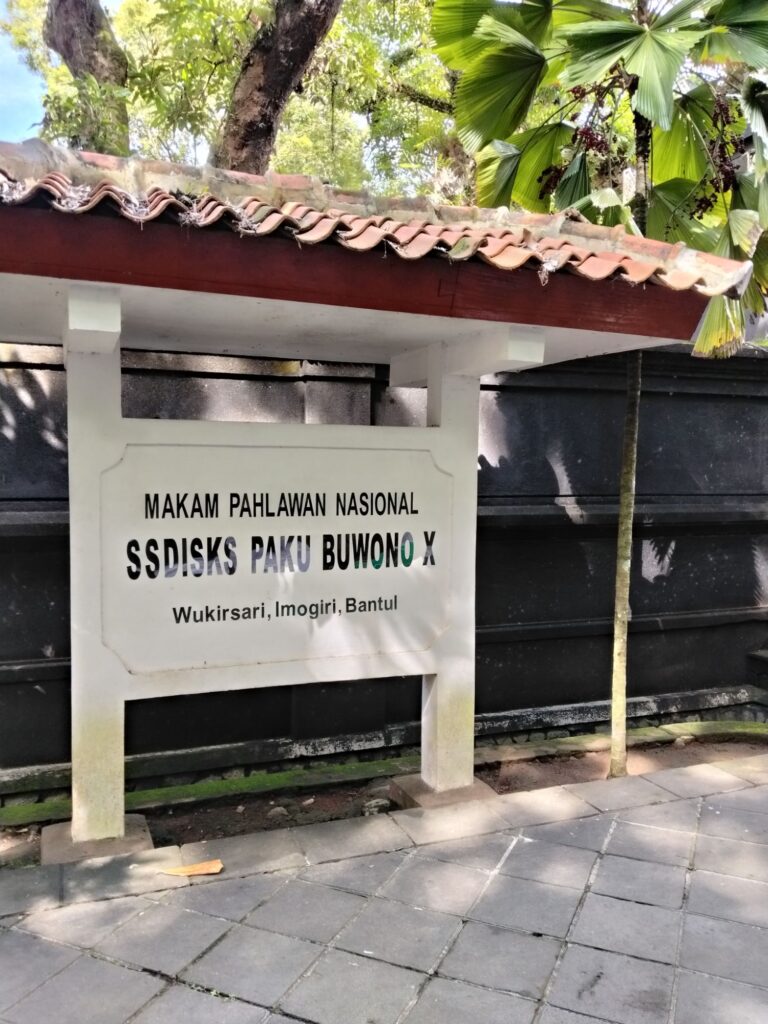 MAKAM PAHLAWAN NASIONAL
SSDISKS PAKU BUWONO X
Wukirsari, Imogiri, Bantul